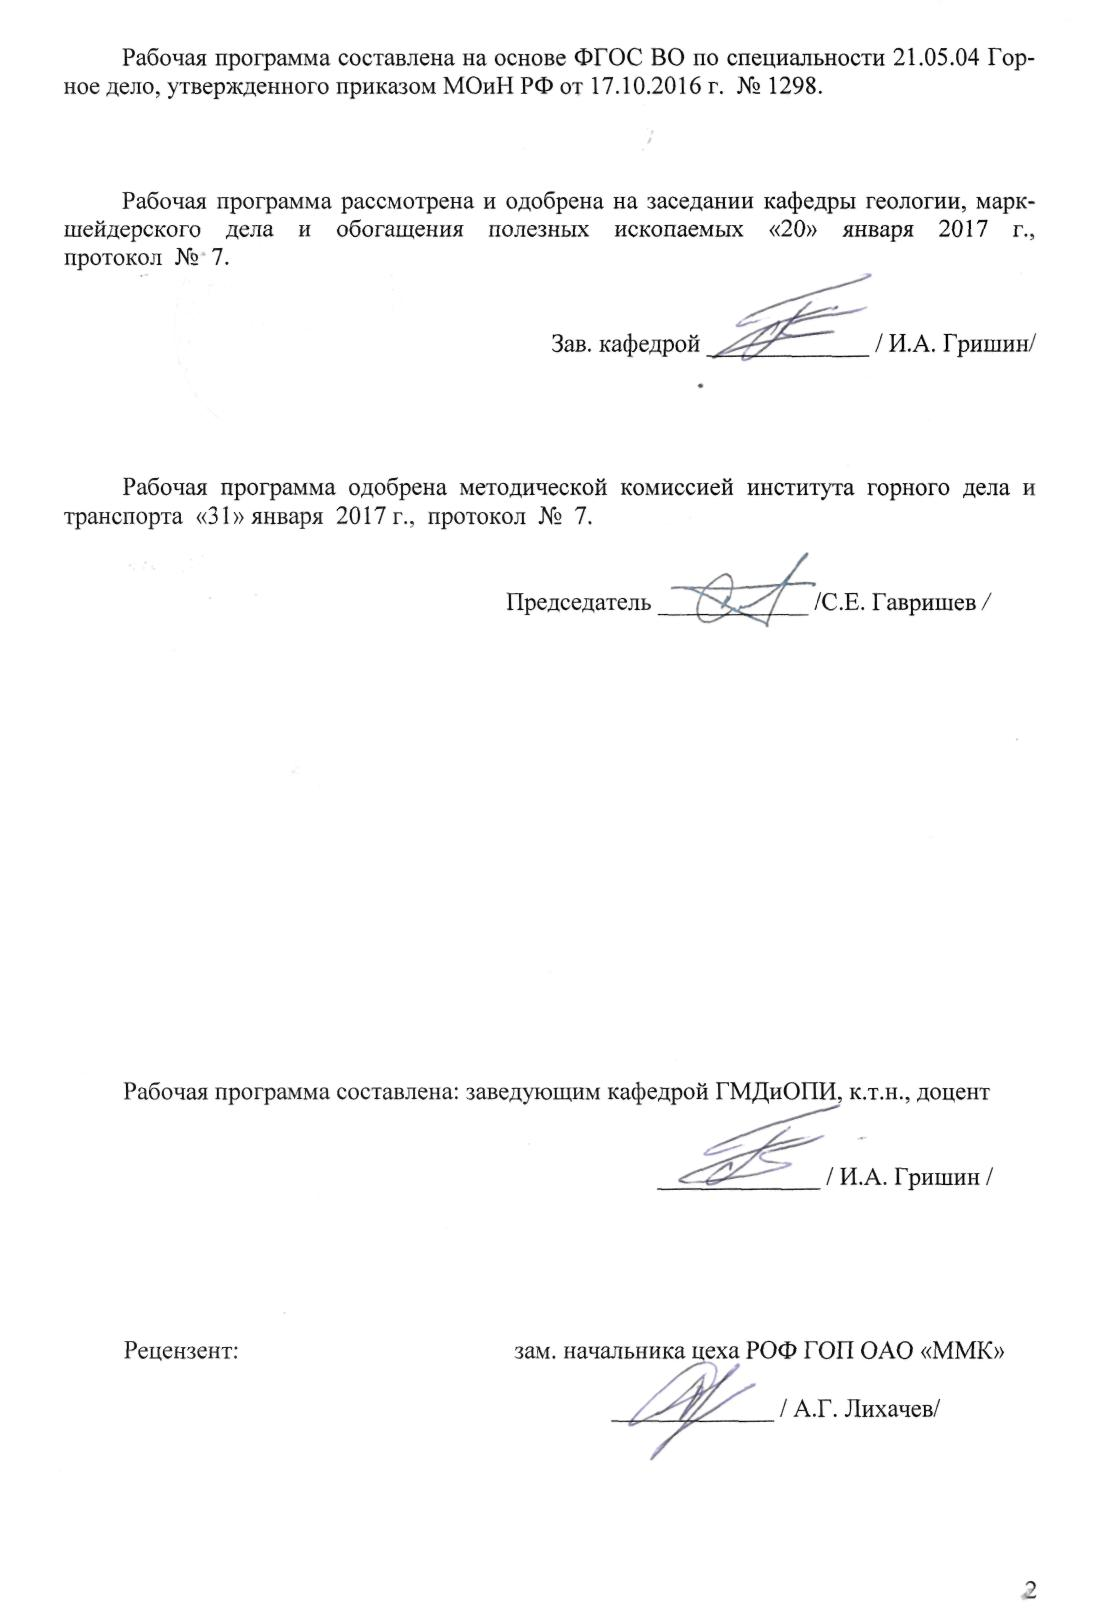 Рабочая программа составлена на основе ФГОС ВО по специальности 21.05.04 Гор-
ное дело, утвержденного приказом МОиН РФ от 17.10.2016 г. № 1298.
Рабочая программа рассмотрена и одобрена на заседании кафедры геологии, марк-
шейдерского дела и обогащения полезных ископаемых «20» января 2017 г.,
протокол № 7.
Зав. кафедрой _____________ / И.А. Гришин/
Рабочая программа одобрена методической комиссией института горного дела и
транспорта «31» января 2017 г., протокол № 7.
Председатель ____________ /С.Е. Гавришев /
Рабочая программа составлена: заведующим кафедрой ГМДиОПИ, к.т.н., доцент
_____________ / И.А. Гришин /
Рецензент: зам. начальника цеха РОФ ГОП ОАО «ММК»
_____________ / А.Г. Лихачев/
2